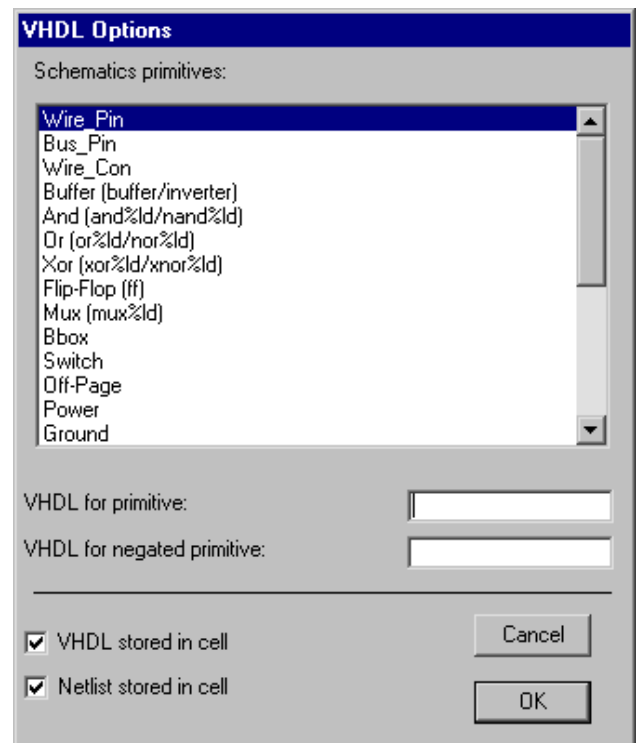 VHDL Options
Schematics primitives:
Wire_Pin
Bus_Pin
Wire_Con
Buffer (buffer/inverter)
And (and%ld/nand%ld)
Or (or%ld/nor%ld)
Xor (xor%ld/xnor%ld)
Flip-Flop (ff)
Mux (mux%ld)
Bbox
Switch
Off-Page
Power
Ground
VHDL for primitive:
VHDL for negated primitive:
VHDL stored in cell
Cancel
Netlist stored in cell
OK